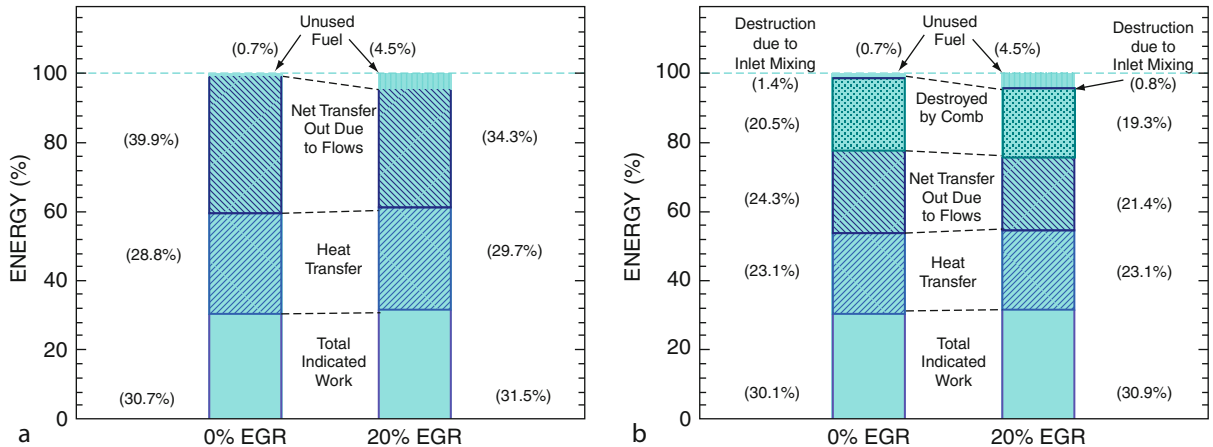 Unused
Fuel
(0.7%)
(4.5%)
100
80
60
40
20
0
ENERGY (%)
(39.9%)
(28.8%)
(30.7%)
Net Transfer
Out Due
to Flows
Heat
Transfer
Total
Indicated
Work
(34.3%)
(29.7%)
(31.5%)
0% EGR
20% EGR
a
Destruction
due to
Inlet Mixing
(1.4%)
Unused
Fuel
(0.7%)
(4.5%)
Destruction
due to
Inlet Mixing
(0.8%)
100
80
60
40
20
0
ENERGY (%)
(20.5%)
(24.3%)
(23.1%)
(30.1%)
Destroyed
by Comb
Net Transfer
Out Due
to Flows
Heat
Transfer
Total
Indicated
Work
(19.3%)
(21.4%)
(23.1%)
(30.9%)
0% EGR
20% EGR
b